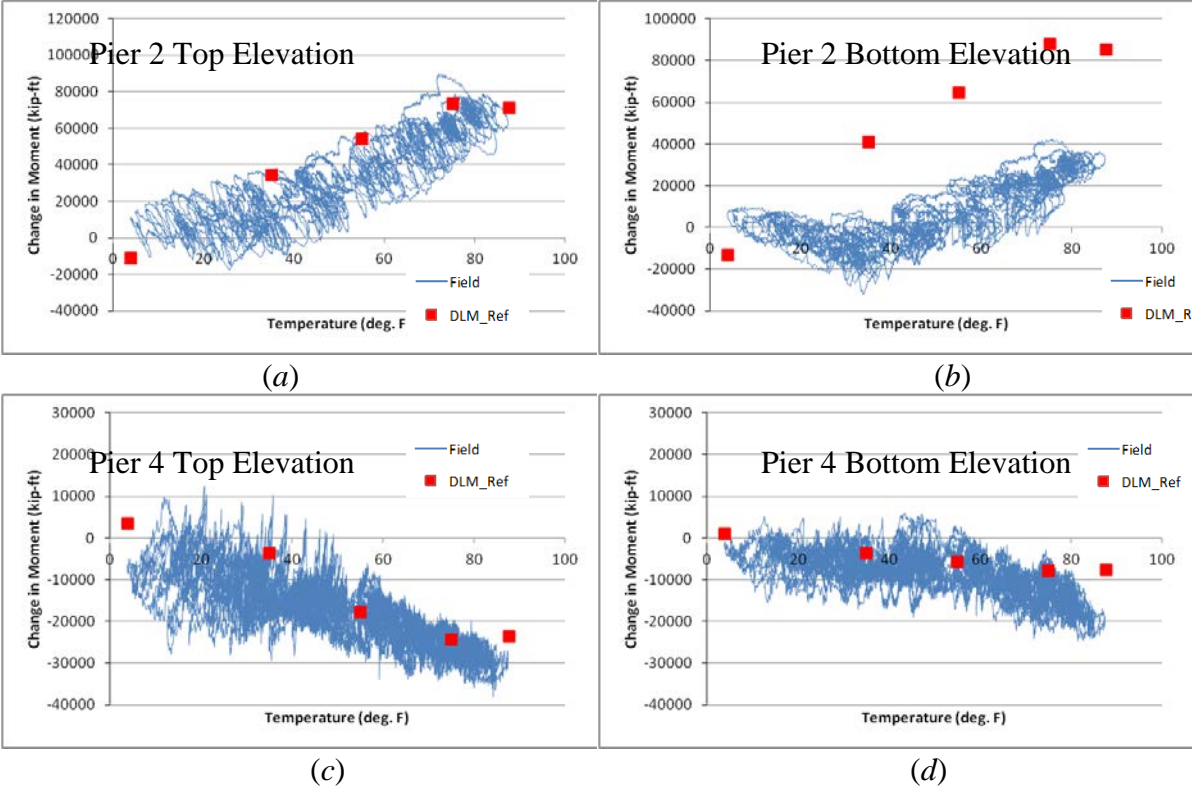 120000
100000
80000
60000
40000
20000
0
-20000
-40000
Change in Moment (kip-ft)
Pier 2 Top Elevation
0 20 40 60 80 100
Field
DLM_Ref
Temperature (deg. F
(a)
100000
80000
60000
40000
20000
0
-20000
-40000
Change in Moment (kip-ft)
Pier 2 Bottom Elevation
0 20 40 60 80 100
Field
DLM_R
Temperature (deg. F)
(b)
30000
20000
10000
0
-10000
-20000
-30000
-40000
Change in Moment (kip-ft)
Pier 4 Top Elevation
Field
DLM_Ref
0 20 40 60 80 100
Temperature (deg. F)
(c)
30000
20000
10000
0
-10000
-20000
-30000
-40000
Change in Moment (kip-ft)
Pier 4 Bottom Elevation
Field
DLM_Ref
0 20 40 60 80 100
Temperature (deg. F)
(d)